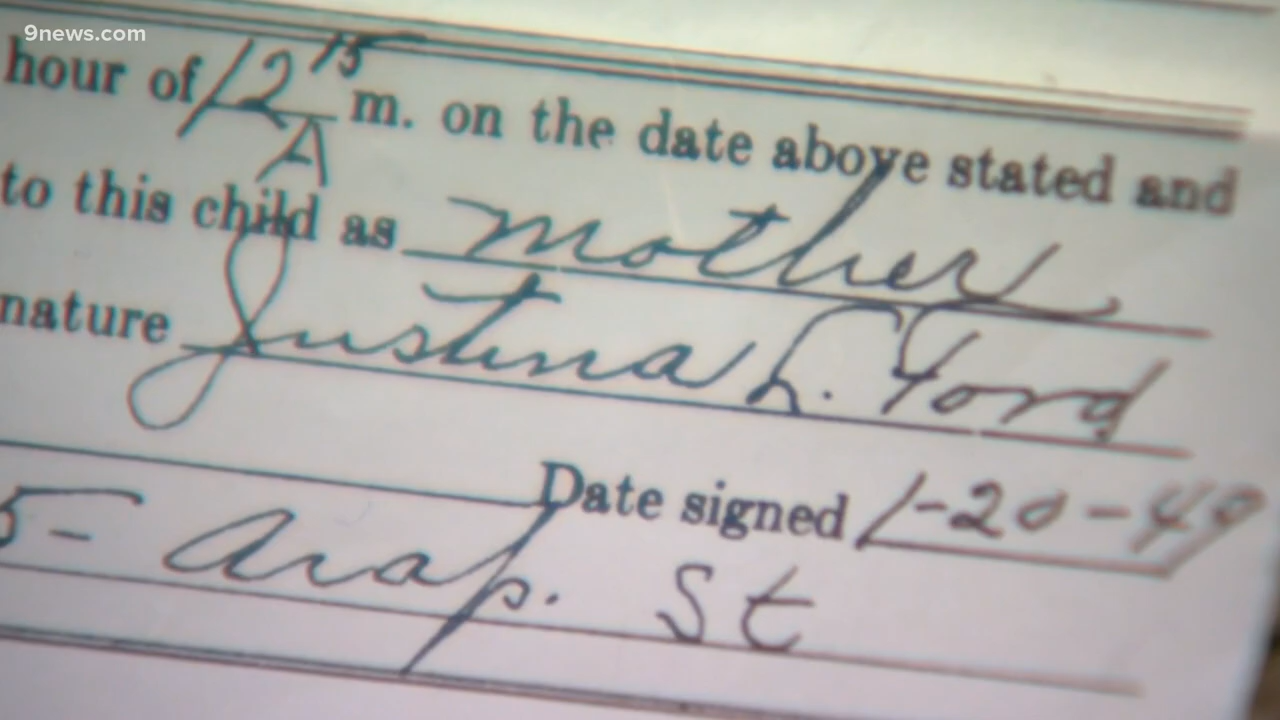 9news.com
hour of 12 15 A m. on the date above stated and
to this child as mother
nature Justina L. Ford
Date signed 1-20-49
5- Arap. St